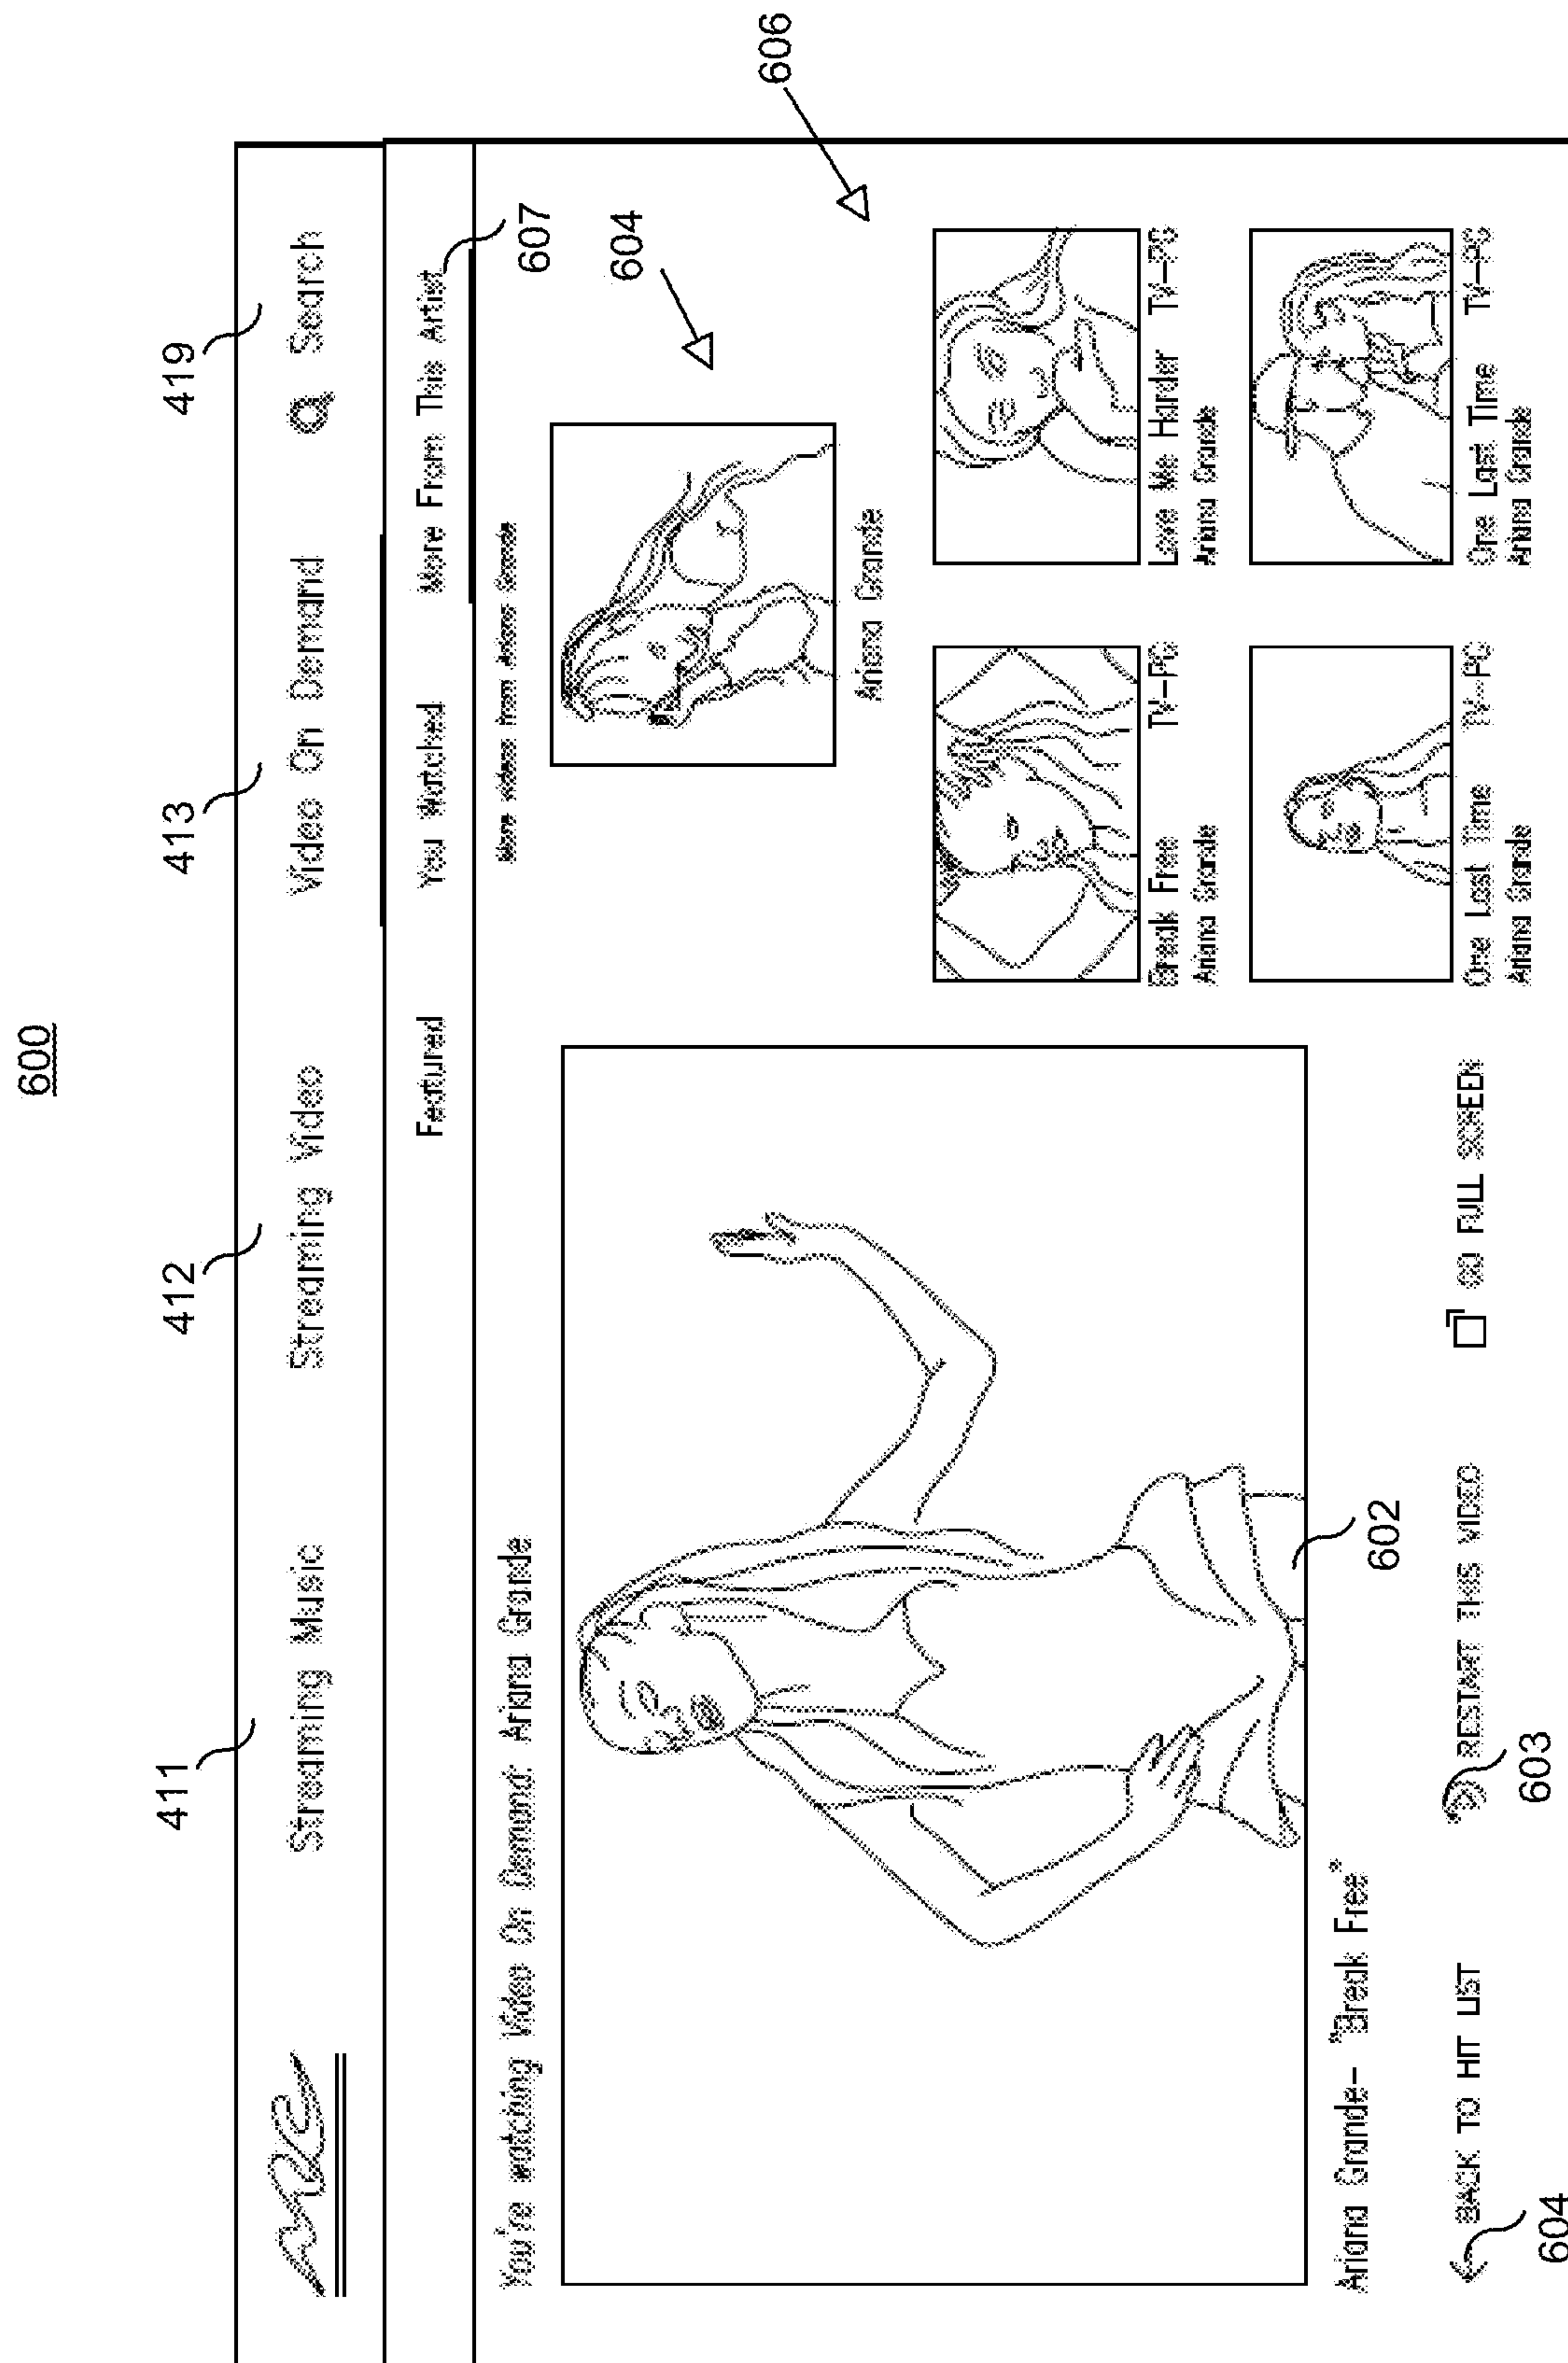 600
411
412
413
419
Streaming Music
Streaming Video
Video On Demand
Search
Featured
You Watched
More From This Artist
607
You're watching Video On Demand: Ariana Grande
More videos from Ariana Grande
604
606
Ariana Grande
Break Free TV-PG
Ariana Grande
Love Me Harder TV-PG
Ariana Grande
One Last Time TV-PG
Ariana Grande
One Last Time TV-PG
Ariana Grande
602
Ariana Grande- "Break Free"
BACK TO HIT LIST
RESTART THIS VIDEO
GO FULL SCREEN
604
603